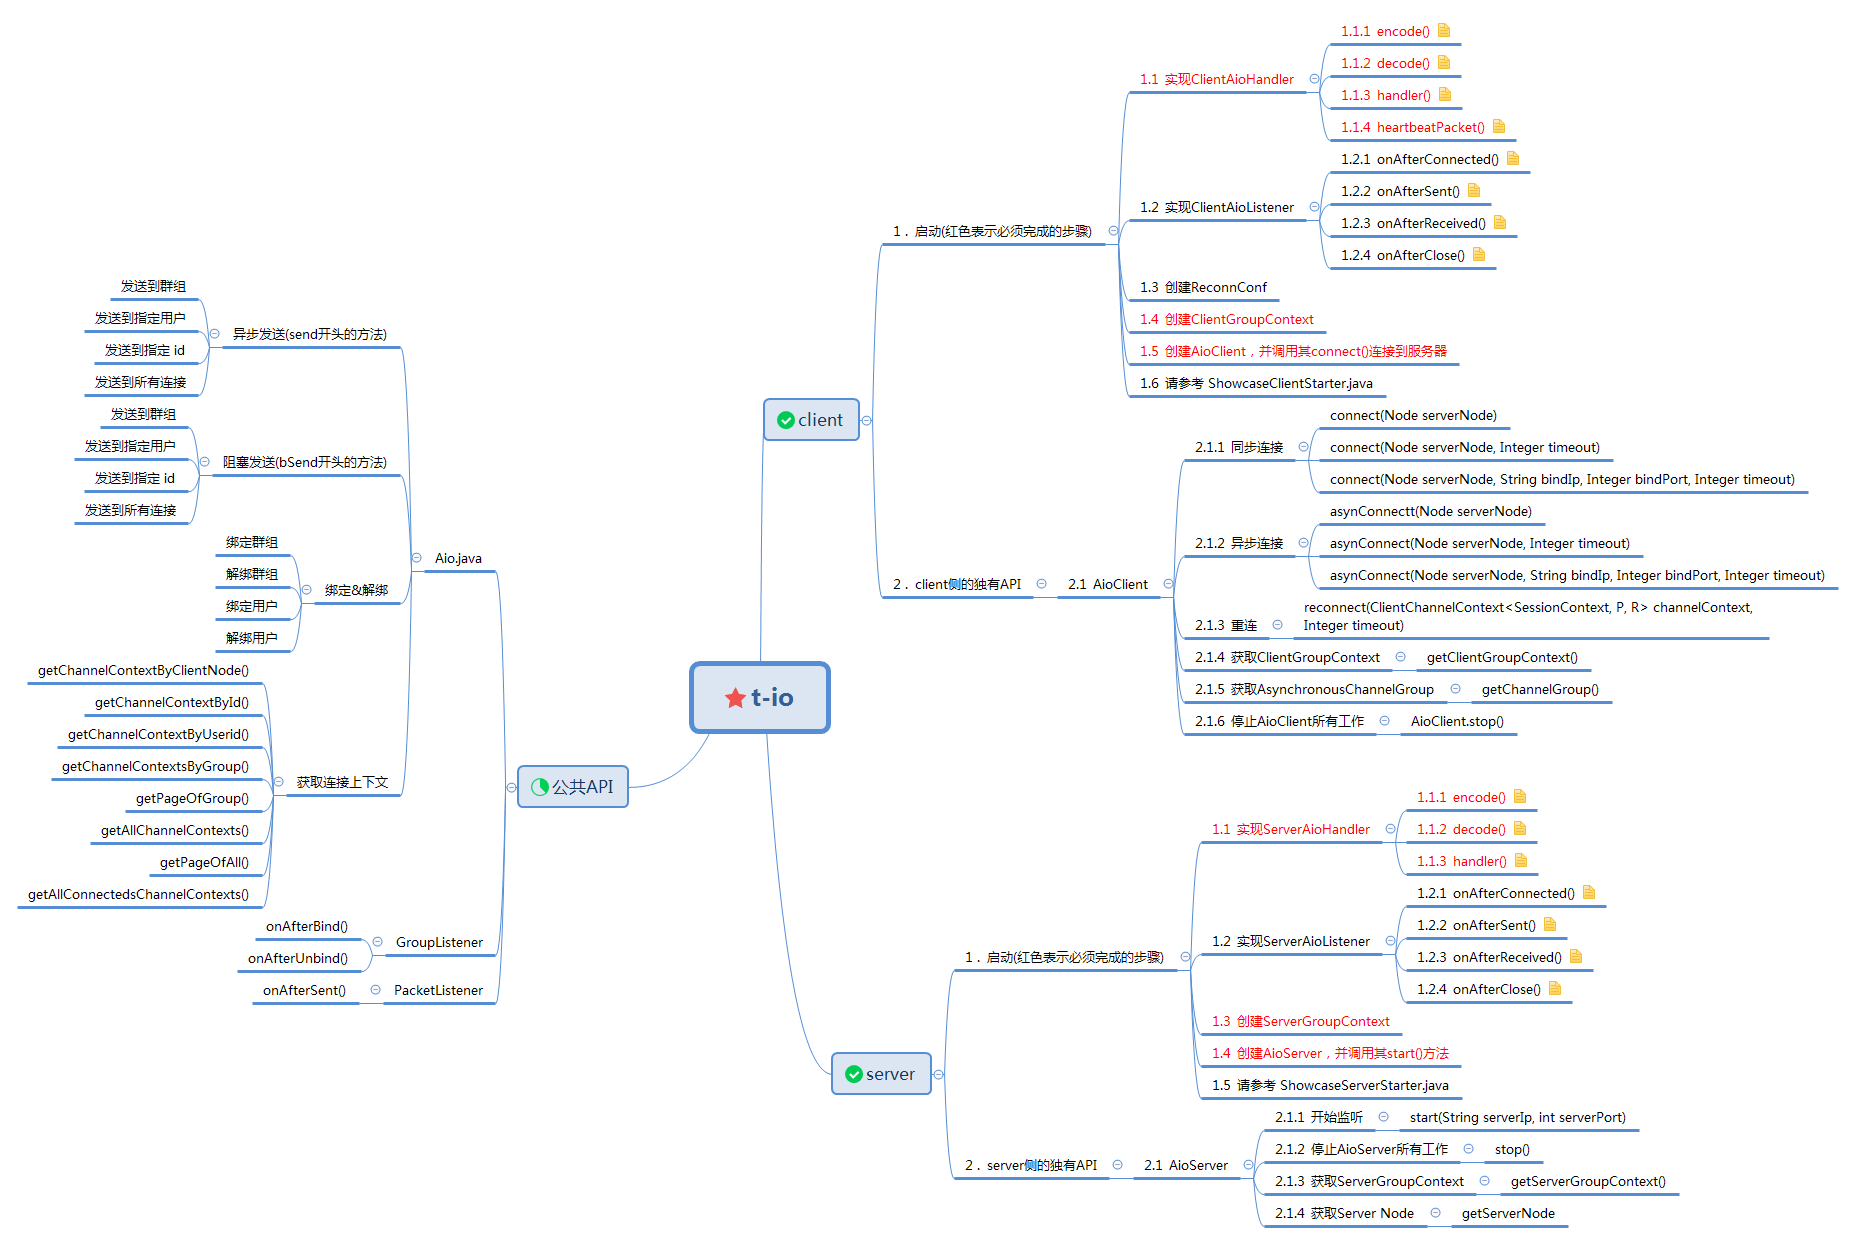 t-io
client
1 . 启动(红色表示必须完成的步骤)
1.1 实现ClientAioHandler
1.1.1 encode()
1.1.2 decode()
1.1.3 handler()
1.1.4 heartbeatPacket()
1.2 实现ClientAioListener
1.2.1 onAfterConnected()
1.2.2 onAfterSent()
1.2.3 onAfterReceived()
1.2.4 onAfterClose()
1.3 创建ReconnConf
1.4 创建ClientGroupContext
1.5 创建AioClient，并调用其connect()连接到服务器
1.6 请参考 ShowcaseClientStarter.java
2 . client侧的独有API
2.1 AioClient
2.1.1 同步连接
connect(Node serverNode)
connect(Node serverNode, Integer timeout)
connect(Node serverNode, String bindIp, Integer bindPort, Integer timeout)
2.1.2 异步连接
asynConnectt(Node serverNode)
asynConnect(Node serverNode, Integer timeout)
asynConnect(Node serverNode, String bindIp, Integer bindPort, Integer timeout)
2.1.3 重连
reconnect(ClientChannelContext<SessionContext, P, R> channelContext,
Integer timeout)
2.1.4 获取ClientGroupContext
getClientGroupContext()
2.1.5 获取AsynchronousChannelGroup
getChannelGroup()
2.1.6 停止AioClient所有工作
AioClient.stop()
server
1 . 启动(红色表示必须完成的步骤)
1.1 实现ServerAioHandler
1.1.1 encode()
1.1.2 decode()
1.1.3 handler()
1.2 实现ServerAioListener
1.2.1 onAfterConnected()
1.2.2 onAfterSent()
1.2.3 onAfterReceived()
1.2.4 onAfterClose()
1.3 创建ServerGroupContext
1.4 创建AioServer，并调用其start()方法
1.5 请参考 ShowcaseServerStarter.java
2 . server侧的独有API
2.1 AioServer
2.1.1 开始监听
start(String serverIp, int serverPort)
2.1.2 停止AioServer所有工作
stop()
2.1.3 获取ServerGroupContext
getServerGroupContext()
2.1.4 获取Server Node
getServerNode
公共API
Aio.java
异步发送(send开头的方法)
发送到群组
发送到指定用户
发送到指定 id
发送到所有连接
阻塞发送(bSend开头的方法)
发送到群组
发送到指定用户
发送到指定 id
发送到所有连接
绑定&解绑
绑定群组
解绑群组
绑定用户
解绑用户
获取连接上下文
getChannelContextByClientNode()
getChannelContextById()
getChannelContextByUserid()
getChannelContextsByGroup()
getPageOfGroup()
getAllChannelContexts()
getPageOfAll()
getAllConnectedsChannelContexts()
GroupListener
onAfterBind()
onAfterUnbind()
PacketListener
onAfterSent()